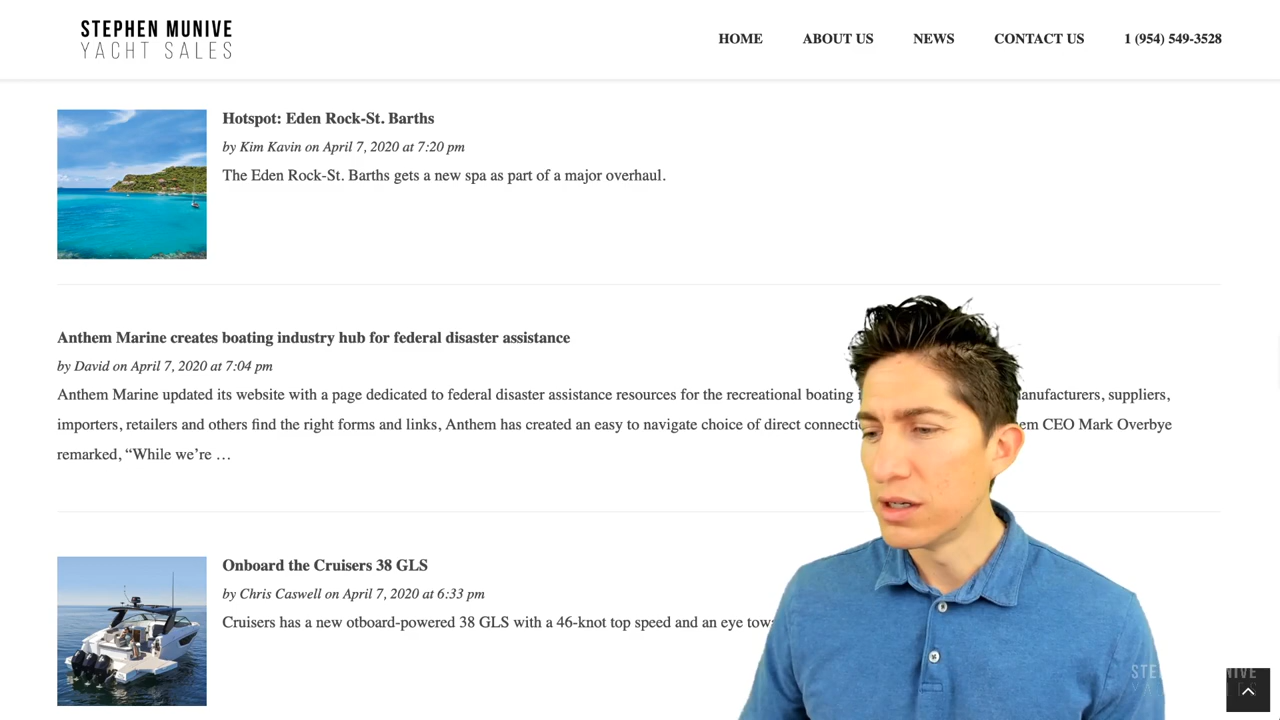 STEPHEN MUNIVE
YACHT SALES
HOME ABOUT US NEWS CONTACT US 1 (954) 549-3528
Hotspot: Eden Rock-St. Barths
by Kim Kavin on April 7, 2020 at 7:20 pm
The Eden Rock-St. Barths gets a new spa as part of a major overhaul.
Anthem Marine creates boating industry hub for federal disaster assistance
by David on April 7, 2020 at 7:04 pm
Anthem Marine updated its website with a page dedicated to federal disaster assistance resources for the recreational boating suppliers,
importers, retailers and others find the right forms and links, Anthem has created an easy to navigate choice of direct CEO Mark Overbye
remarked, “While we’re …
Onboard the Cruisers 38 GLS
by Chris Caswell on April 7, 2020 at 6:33 pm
Cruisers has a new otboard-powered 38 GLS with a 46-knot top speed and an eye